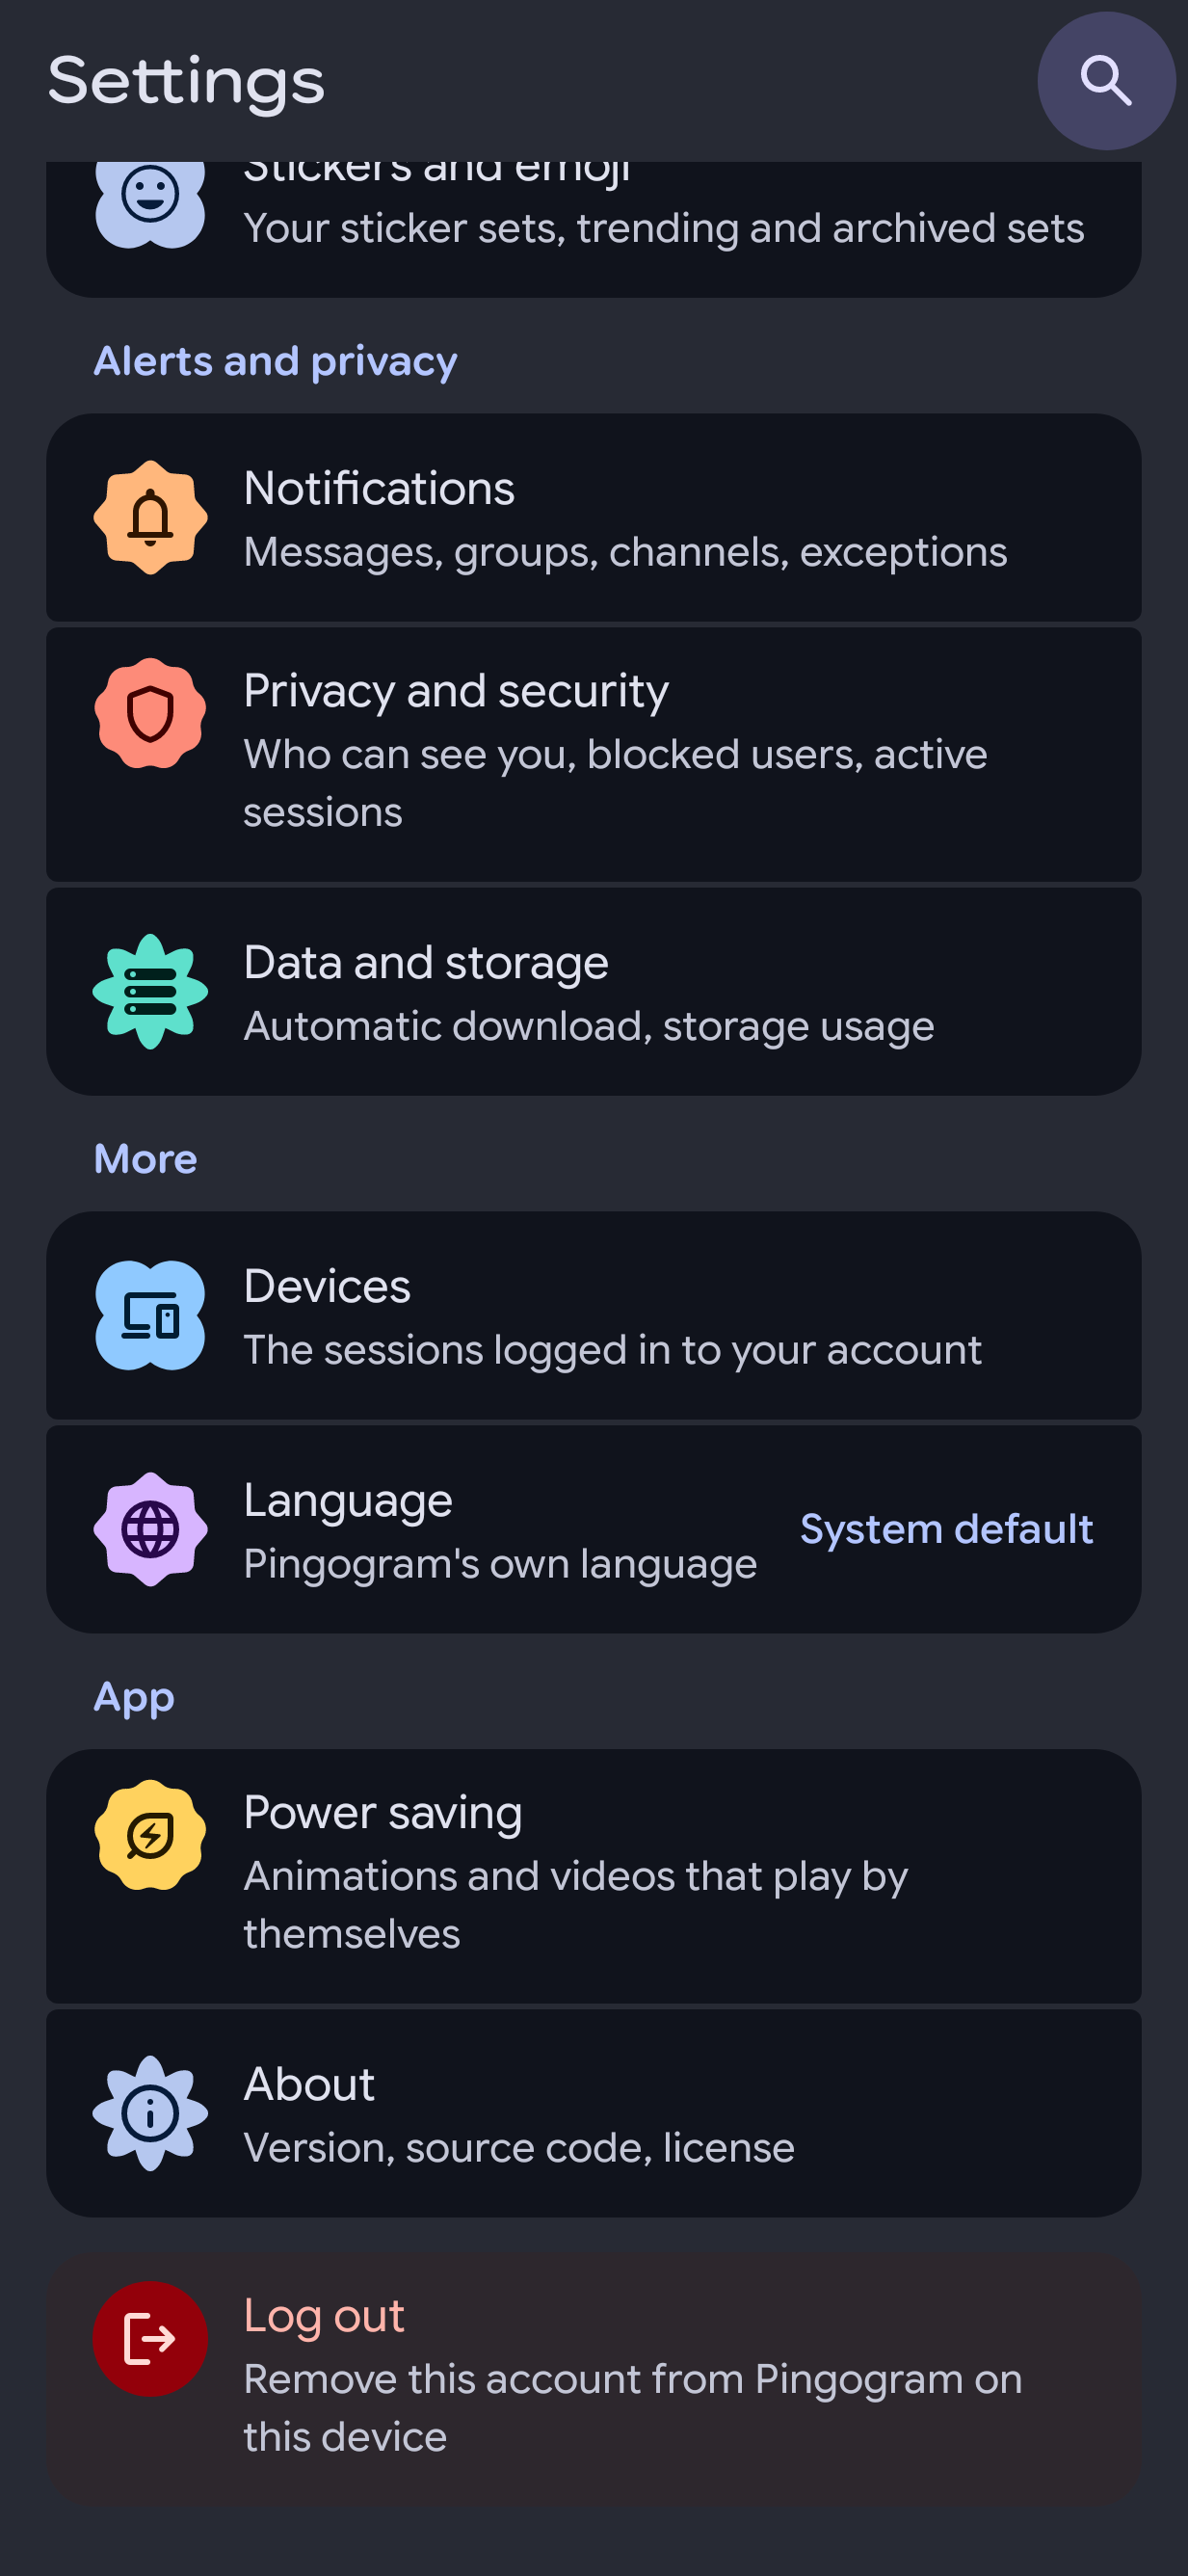 Settings
Stickers and emoji
Your sticker sets, trending and archived sets
Alerts and privacy
Notifications
Messages, groups, channels, exceptions
Privacy and security
Who can see you, blocked users, active
sessions
Data and storage
Automatic download, storage usage
More
Devices
The sessions logged in to your account
Language
Pingogram's own language
System default
App
Power saving
Animations and videos that play by
themselves
About
Version, source code, license
Log out
Remove this account from Pingogram on
this device